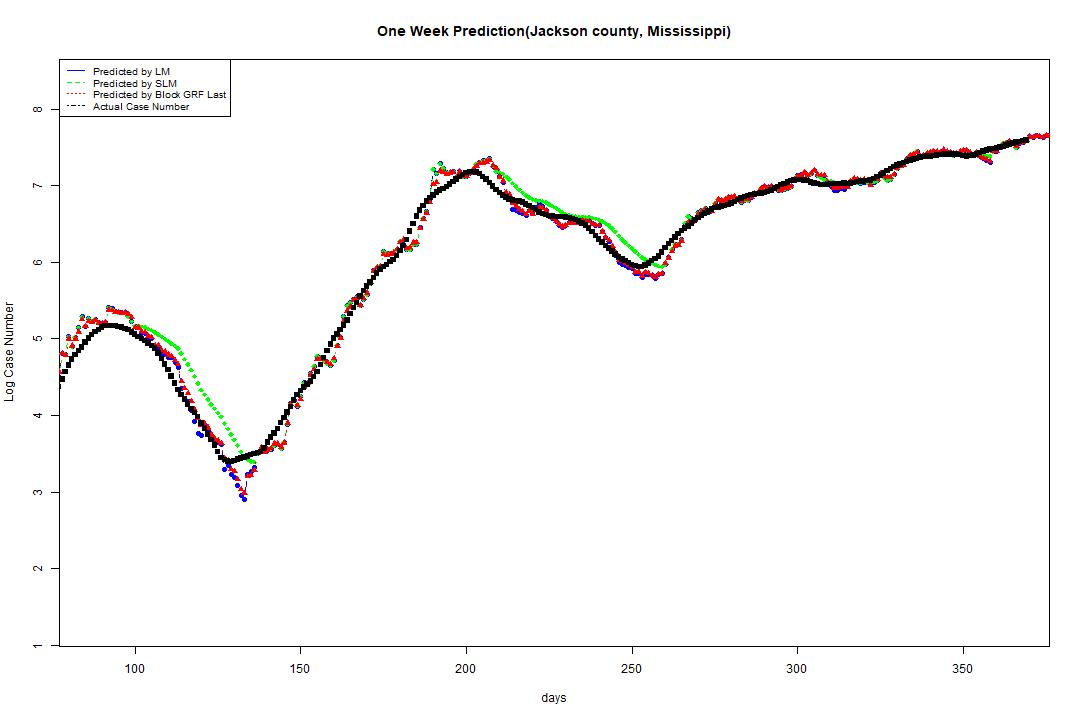 One Week Prediction(Jackson county, Mississippi)
Predicted by LM
Predicted by SLM
Predicted by Block GRF Last
Actual Case Number
8
7
6
5
4
3
2
1
Log Case Number
100 150 200 250 300 350
days